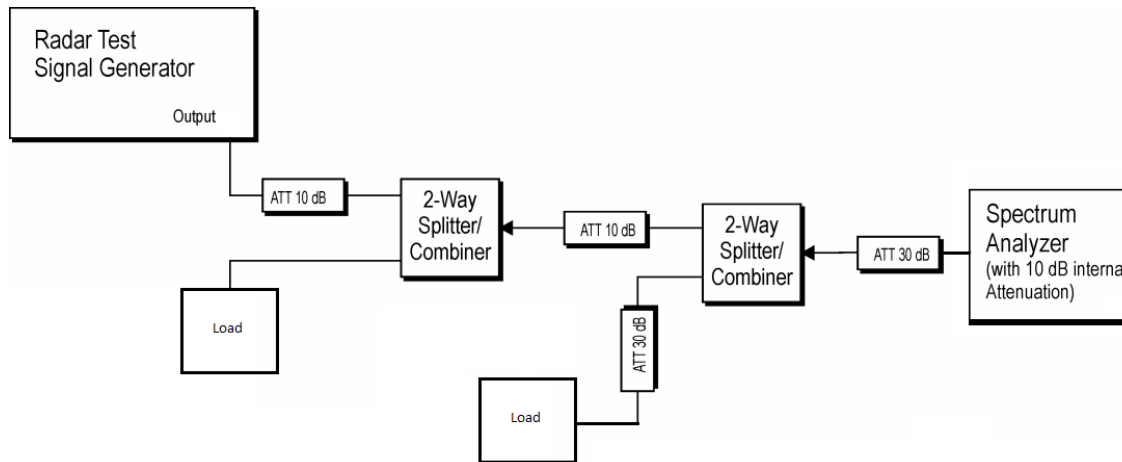 Radar Test
Signal Generator
Output
ATT 10 dB
2-Way
Splitter/
Combiner
ATT 10 dB
2-Way
Splitter/
Combiner
ATT 30 dB
Spectrum
Analyzer
(with 10 dB interna
Attenuation)
Load
ATT 30 dB
Load